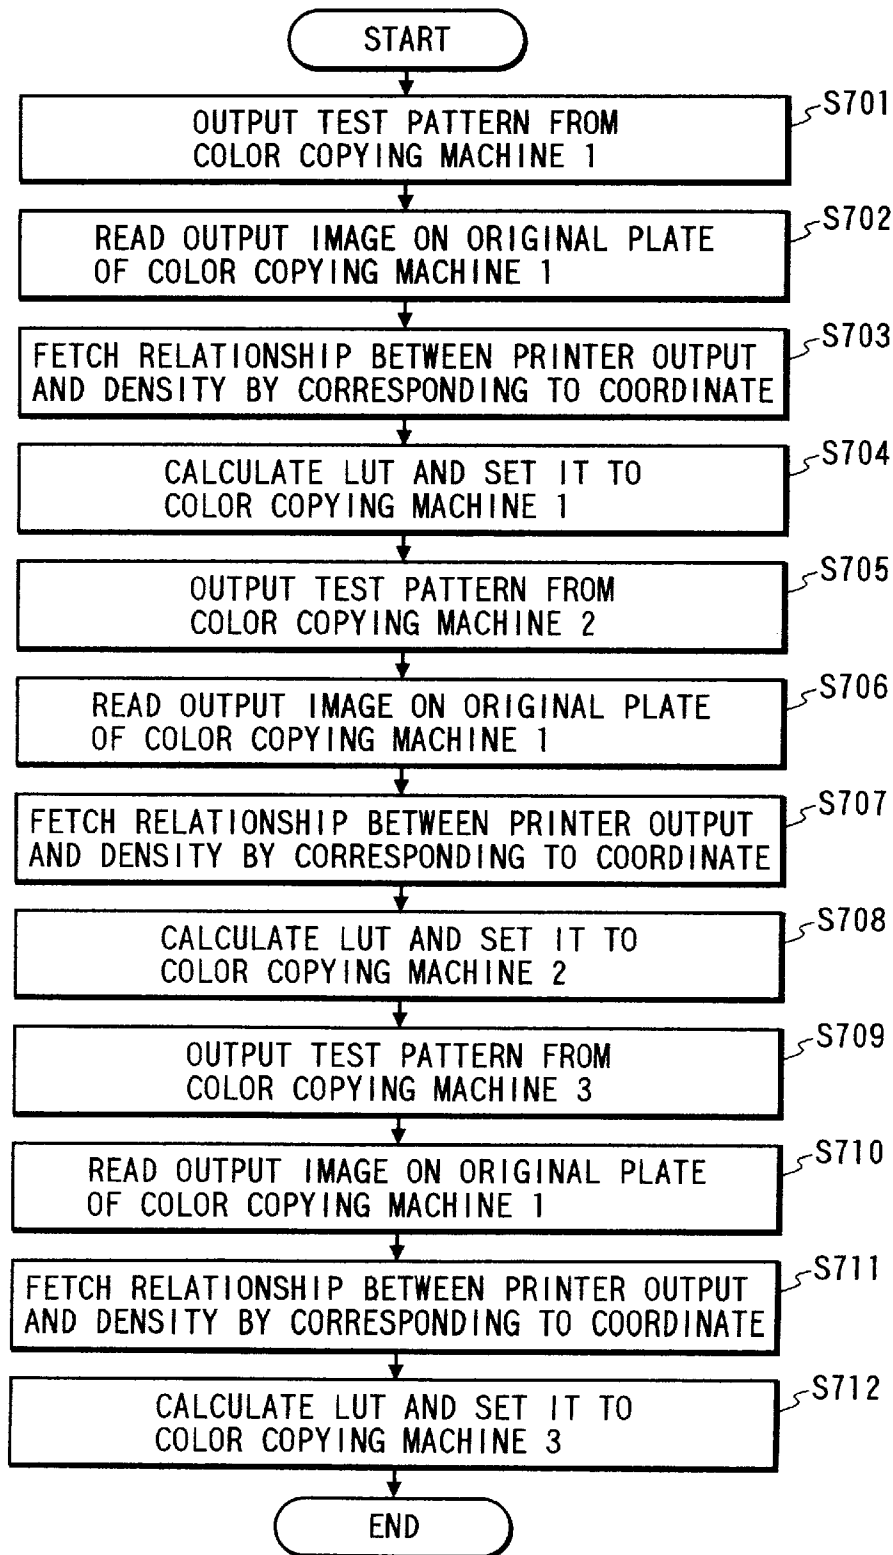 START
S701
OUTPUT TEST PATTERN FROM
COLOR COPYING MACHINE 1
S702
READ OUTPUT IMAGE ON ORIGINAL PLATE
OF COLOR COPYING MACHINE 1
S703
FETCH RELATIONSHIP BETWEEN PRINTER OUTPUT
AND DENSITY BY CORRESPONDING TO COORDINATE
S704
CALCULATE LUT AND SET IT TO
COLOR COPYING MACHINE 1
S705
OUTPUT TEST PATTERN FROM
COLOR COPYING MACHINE 2
S706
READ OUTPUT IMAGE ON ORIGINAL PLATE
OF COLOR COPYING MACHINE 1
S707
FETCH RELATIONSHIP BETWEEN PRINTER OUTPUT
AND DENSITY BY CORRESPONDING TO COORDINATE
S708
CALCULATE LUT AND SET IT TO
COLOR COPYING MACHINE 2
S709
OUTPUT TEST PATTERN FROM
COLOR COPYING MACHINE 3
S710
READ OUTPUT IMAGE ON ORIGINAL PLATE
OF COLOR COPYING MACHINE 1
S711
FETCH RELATIONSHIP BETWEEN PRINTER OUTPUT
AND DENSITY BY CORRESPONDING TO COORDINATE
S712
CALCULATE LUT AND SET IT TO
COLOR COPYING MACHINE 3
END